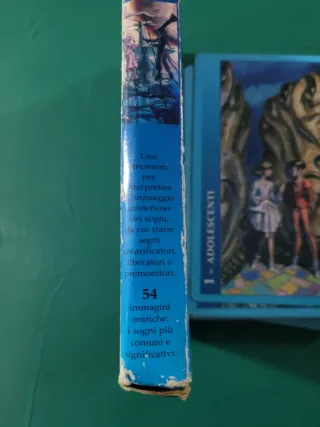 Uno
strumento
per
interpretare
il linguaggio
misterioso
dei sogni,
da cui trarre
segni
chiarificatori,
liberatori o
premonitori.
54
immagini
oniriche:
i sogni più
comuni e
significativi.
1 - ADOLESCENTI